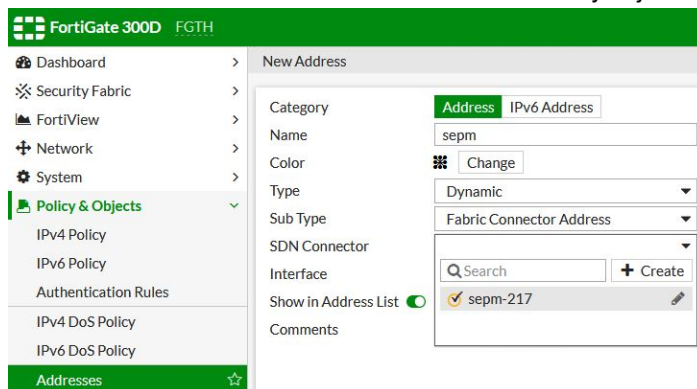 FortiGate 300D FGTH
Dashboard
Security Fabric
FortiView
Network
System
Policy & Objects
IPv4 Policy
IPv6 Policy
Authentication Rules
IPv4 DoS Policy
IPv6 DoS Policy
Addresses
New Address
Category Address IPv6 Address
Name sepm
Color Change
Type Dynamic
Sub Type Fabric Connector Address
SDN Connector
Interface Search + Create
Show in Address List sepm-217
Comments